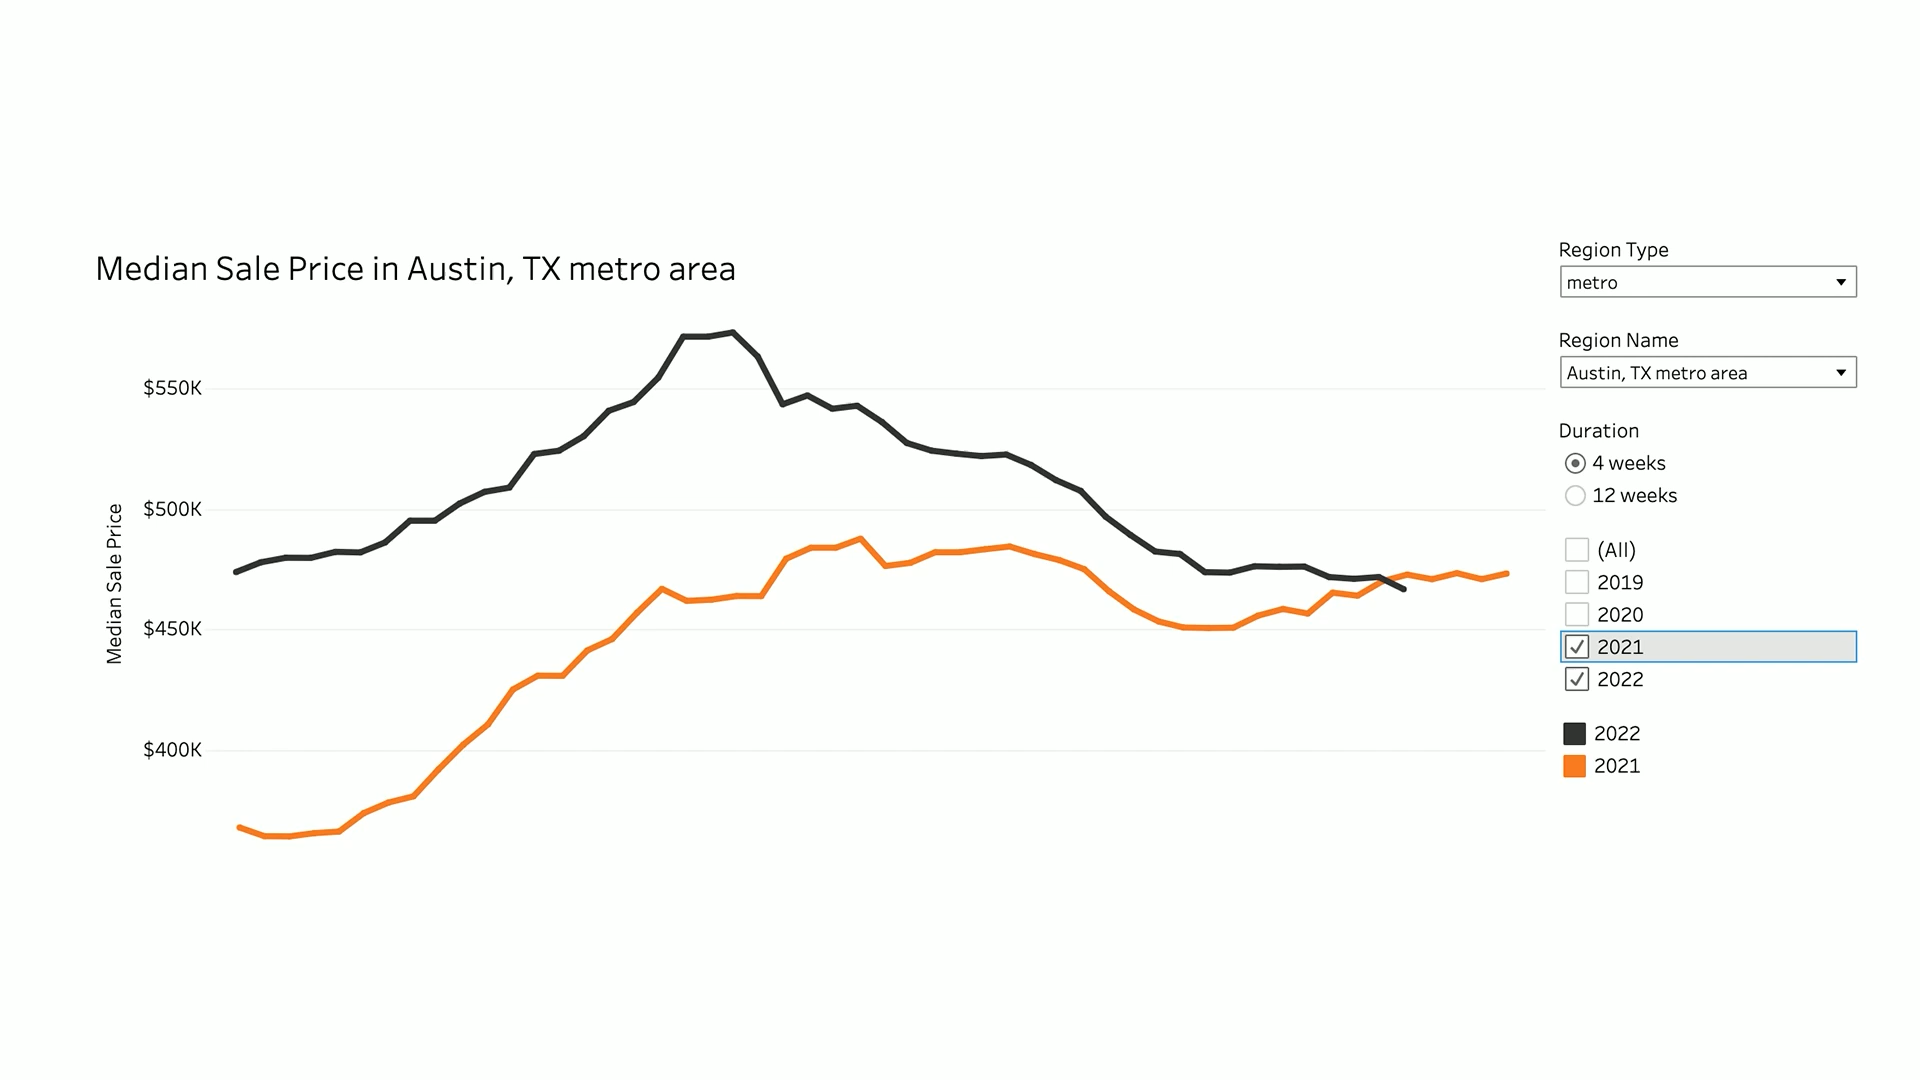 Median Sale Price in Austin, TX metro area
$550K
$500K
$450K
$400K
Median Sale Price
Region Type
metro
Region Name
Austin, TX metro area
Duration
4 weeks
12 weeks
(All)
2019
2020
2021
2022
2022
2021